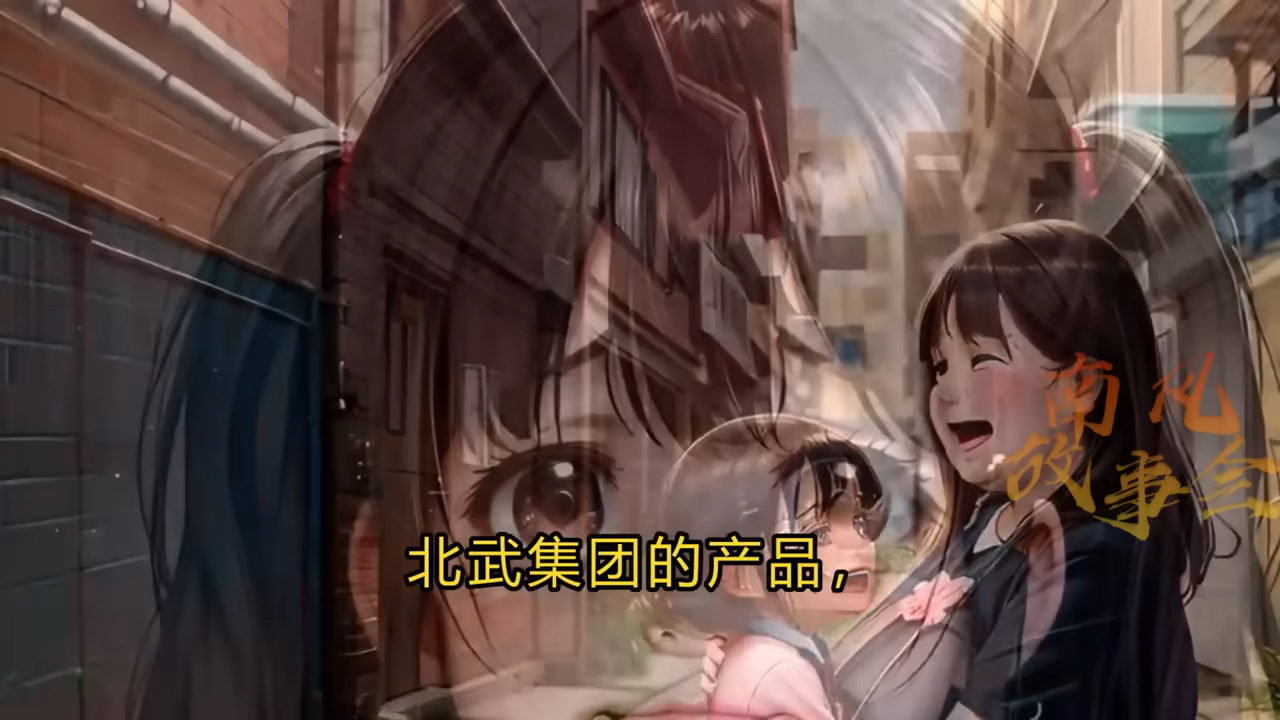 北武集团的产品，
南风
故事会